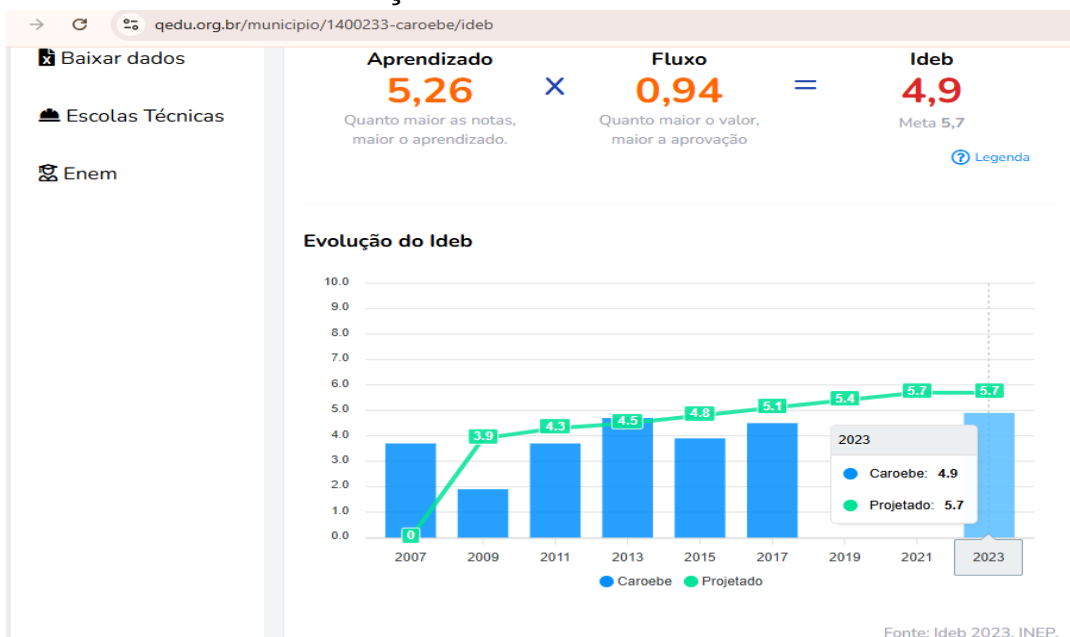 qedu.org.br/municipio/1400233-caroebe/ideb
Baixar dados
Escolas Técnicas
Enem
Aprendizado
5,26
Quanto maior as notas,
maior o aprendizado.
×
Fluxo
0,94
Quanto maior o valor,
maior a aprovação
=
Ideb
4,9
Meta 5,7
? Legenda
Evolução do Ideb
10.0
9.0
8.0
7.0
6.0
5.0
4.0
3.0
2.0
1.0
0.0
0
3.9
4.3
4.5
4.8
5.1
5.4
5.7
5.7
2023
Caroebe: 4.9
Projetado: 5.7
2007 2009 2011 2013 2015 2017 2019 2021 2023
Caroebe Projetado
Fonte: Ideb 2023, INEP.